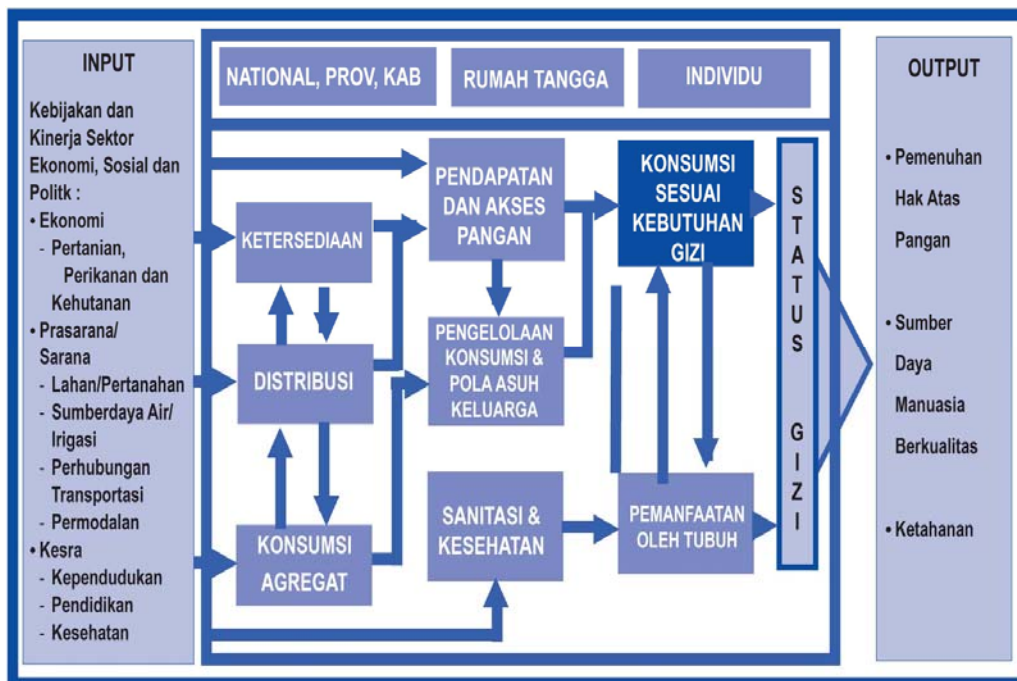 INPUT
Kebijakan dan
Kinerja Sektor
Ekonomi, Sosial dan
Politk :
• Ekonomi
- Pertanian,
Perikanan dan
Kehutanan
• Prasarana/
Sarana
- Lahan/Pertanahan
- Sumberdaya Air/
Irigasi
- Perhubungan
Transportasi
- Permodalan
• Kesra
- Kependudukan
- Pendidikan
- Kesehatan
NATIONAL, PROV, KAB
RUMAH TANGGA
INDIVIDU
KETERSEDIAAN
DISTRIBUSI
KONSUMSI
AGREGAT
PENDAPATAN
DAN AKSES
PANGAN
PENGELOLAAN
KONSUMSI &
POLA ASUH
KELUARGA
SANITASI &
KESEHATAN
KONSUMSI
SESUAI
KEBUTUHAN
GIZI
PEMANFAATAN
OLEH TUBUH
STATUS GIZI
OUTPUT
• Pemenuhan
Hak Atas
Pangan
• Sumber
Daya
Manuasia
Berkualitas
• Ketahanan